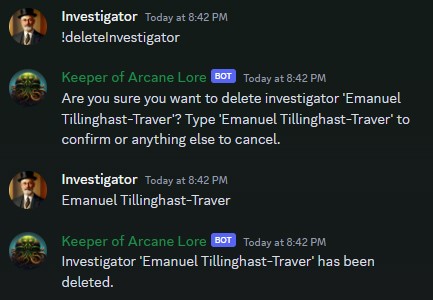 Investigator Today at 8:42 PM
!deleteInvestigator
Keeper of Arcane Lore BOT Today at 8:42 PM
Are you sure you want to delete investigator 'Emanuel
Tillinghast-Traver'? Type 'Emanuel Tillinghast-Traver' to
confirm or anything else to cancel.
Investigator Today at 8:42 PM
Emanuel Tillinghast-Traver
Keeper of Arcane Lore BOT Today at 8:42 PM
Investigator 'Emanuel Tillinghast-Traver' has been
deleted.